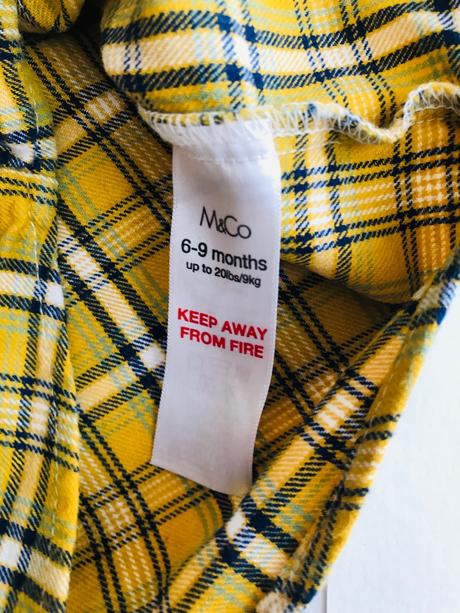 M&Co
6-9 months
up to 20lbs/9kg
KEEP AWAY
FROM FIRE